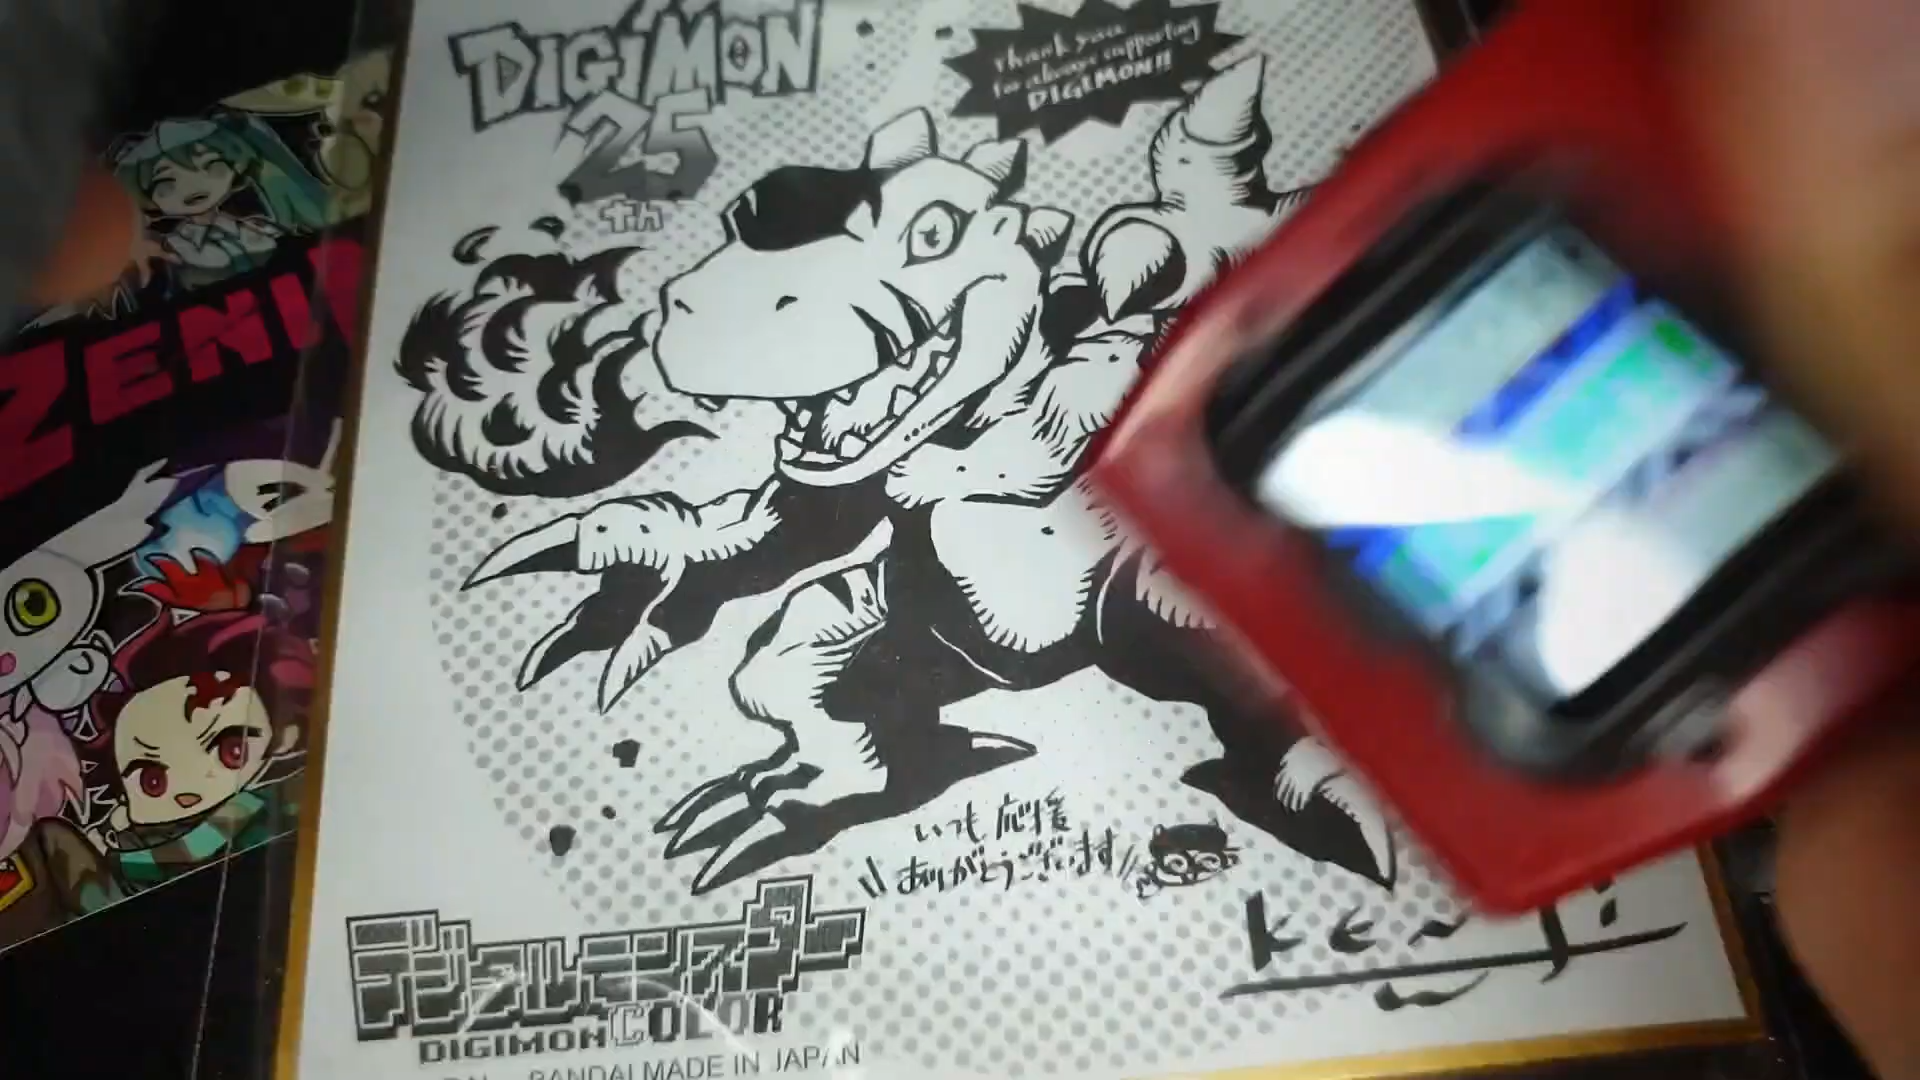 DIGIMON
25
th
Thank you
for always supporting
DIGIMON!!
ZENI
いつも応援
ありがとうございます
KEN
デジタルモンスター
DIGIMON COLOR
BANDAI MADE IN JAPAN